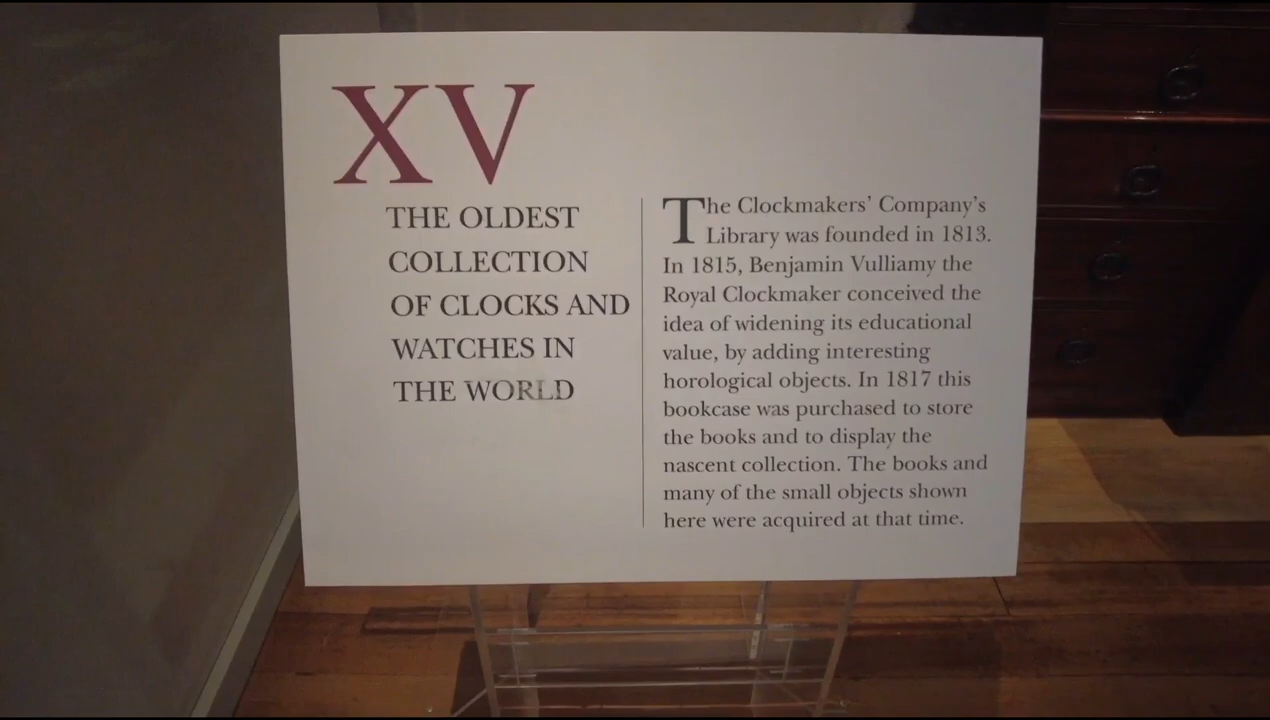 XV
THE OLDEST
COLLECTION
OF CLOCKS AND
WATCHES IN
THE WORLD
The Clockmakers' Company's
Library was founded in 1813.
In 1815, Benjamin Vulliamy the
Royal Clockmaker conceived the
idea of widening its educational
value, by adding interesting
horological objects. In 1817 this
bookcase was purchased to store
the books and to display the
nascent collection. The books and
many of the small objects shown
here were acquired at that time.